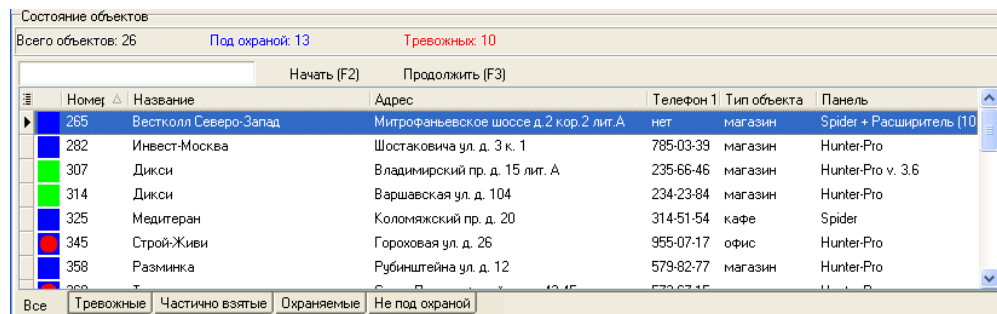 Состояние объектов
Всего объектов: 26 Под охраной: 13 Тревожных: 10
Начать (F2) Продолжить (F3)
Номер Название Адрес Телефон 1 Тип объекта Панель
265 Вестколл Северо-Запад Митрофаньевское шоссе д.2 кор.2 лит.А нет магазин Spider + Расширитель (10
282 Инвест-Москва Шостаковича ул. д. 3 к. 1 785-03-39 магазин Hunter-Pro
307 Дикси Владимирский пр. д. 15 лит. А 235-66-46 магазин Hunter-Pro v. 3.6
314 Дикси Варшавская ул. д. 104 234-23-84 магазин Hunter-Pro
325 Медитеран Коломяжский пр. д. 20 314-51-54 кафе Spider
345 Строй-Живи Гороховая ул. д. 26 955-07-17 офис Hunter-Pro
358 Разминка Рубинштейна ул. д. 12 579-82-77 магазин Hunter-Pro
Все Тревожные Частично взятые Охраняемые Не под охраной